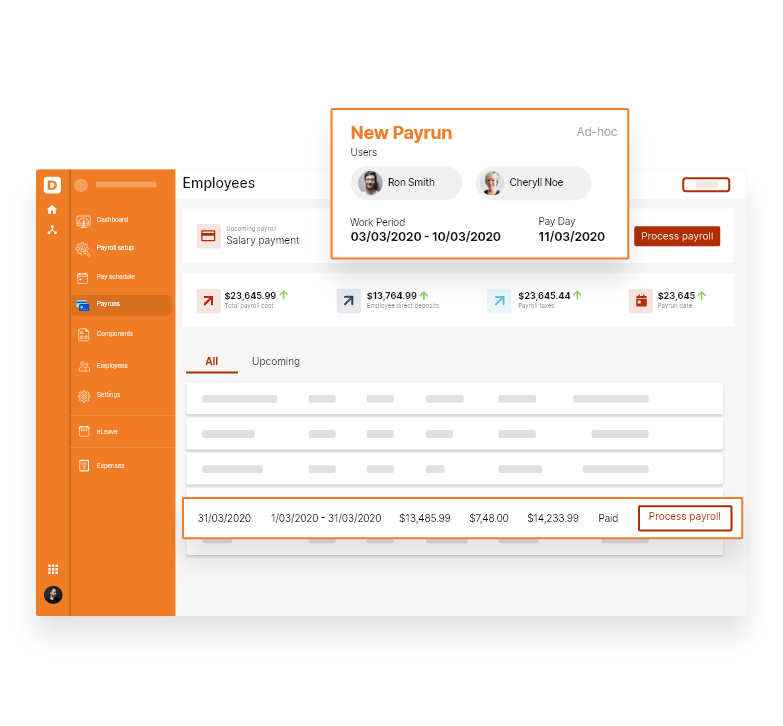 New Payrun
Ad-hoc
Users
Ron Smith
Cheryll Noe
Work Period
Pay Day
03/03/2020 - 10/03/2020
11/03/2020
D
Employees
Dashboard
Payroll setup
Pay schedule
Payruns
Components
Employees
Settings
eLeave
Expenses
Upcoming payroll
Salary payment
Process payroll
$23,645.99
Total payroll cost
$13,764.99
Employee direct deposits
$23,645.44
Payroll taxes
$23,645
Payrun date
All
Upcoming
31/03/2020
1/03/2020 - 31/03/2020
$13,485.99
$7,48.00
$14,233.99
Paid
Process payroll